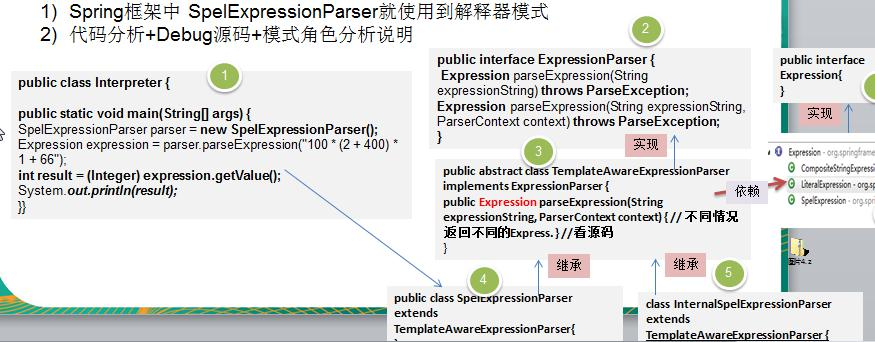 1) Spring框架中 SpelExpressionParser就使用到解释器模式
2) 代码分析+Debug源码+模式角色分析说明
1
public class Interpreter {
public static void main(String[] args) {
SpelExpressionParser parser = new SpelExpressionParser();
Expression expression = parser.parseExpression("100 * (2 + 400) *
1 + 66");
int result = (Integer) expression.getValue();
System.out.println(result);
}}
2
public interface ExpressionParser {
Expression parseExpression(String
expressionString) throws ParseException;
Expression parseExpression(String expressionString,
ParserContext context) throws ParseException;
}
实现
3
public abstract class TemplateAwareExpressionParser
implements ExpressionParser {
public Expression parseExpression(String
expressionString, ParserContext context) { // 不同情况
返回不同的Express. } //看源码
}
public interface
Expression{
}
实现
依赖
Expression - org.springframe
CompositeStringExpressi
LiteralExpression - org.sp
SpelExpression - org.spri
图片4.z
继承
继承
4
public class SpelExpressionParser
extends
TemplateAwareExpressionParser{
5
class InternalSpelExpressionParser
extends
TemplateAwareExpressionParser {